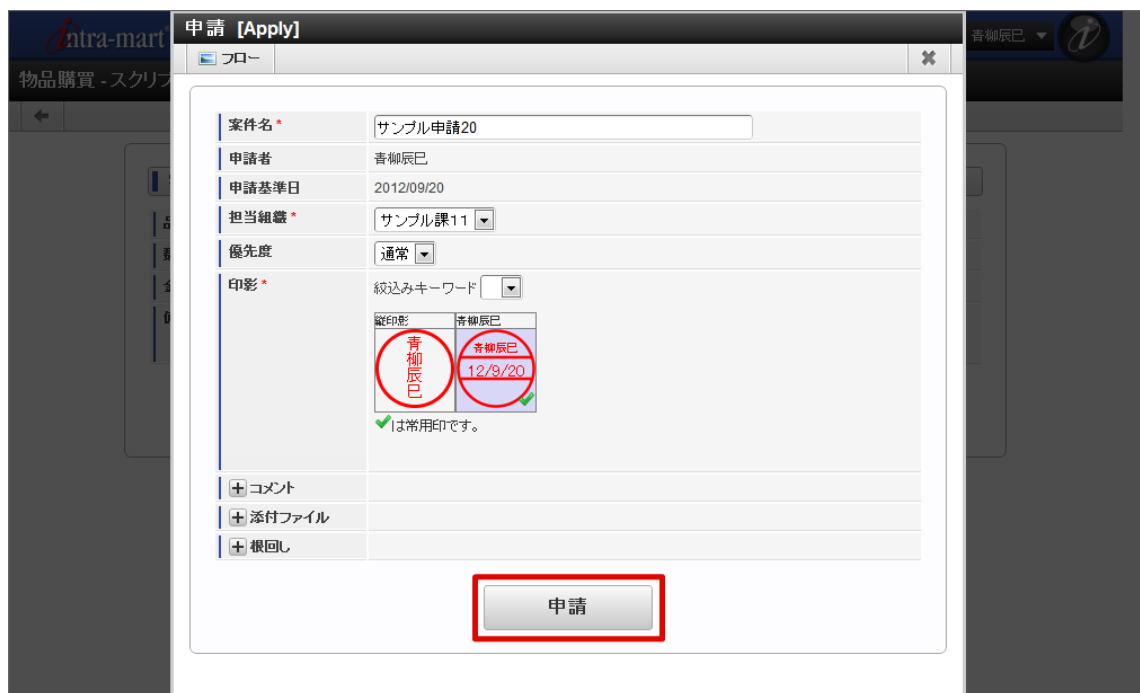 intra-mart
青柳辰巳
物品購買 - スクリプ
申請 [Apply]
フロー
案件名*
サンプル申請20
申請者
青柳辰巳
申請基準日
2012/09/20
担当組織*
サンプル課11
優先度
通常
印影*
絞込みキーワード
縦印影
青柳辰巳
青柳辰巳
青柳辰巳
12/9/20
は常用印です。
コメント
添付ファイル
根回し
申請